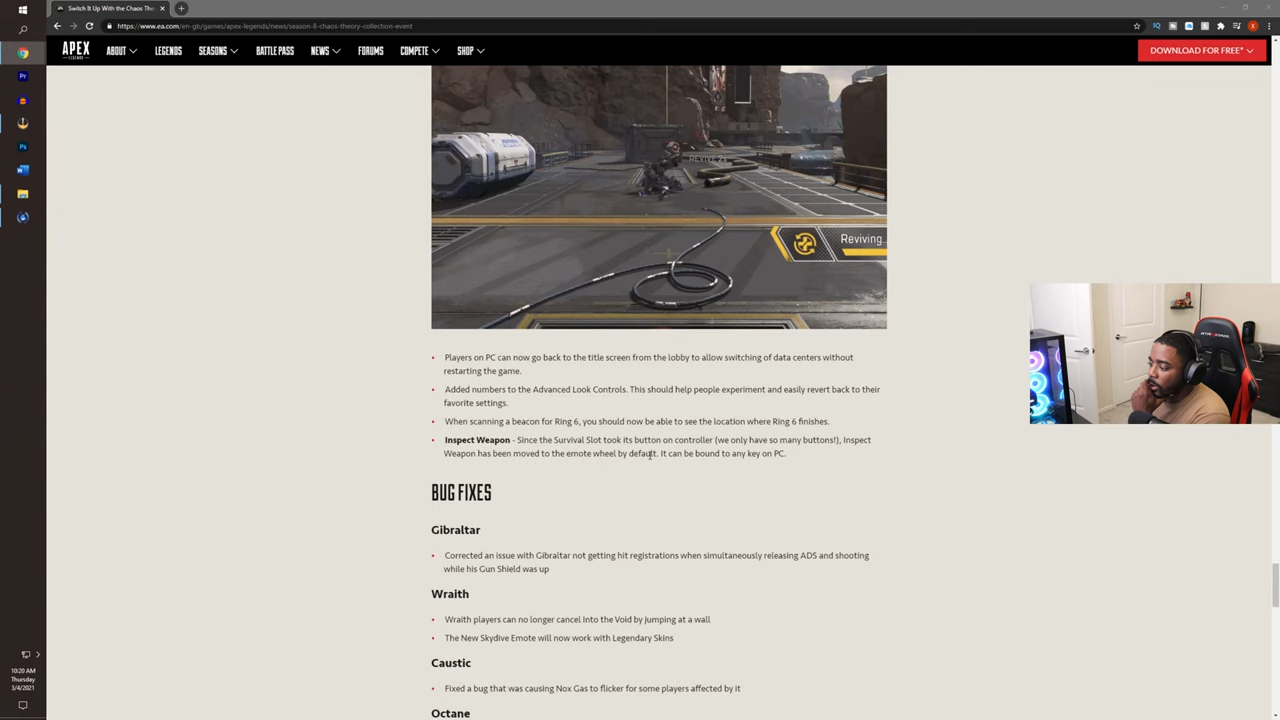 Switch It Up With the Chaos The
https://www.ea.com/en-gb/games/apex-legends/news/season-8-chaos-theory-collection-event
APEX
LEGENDS
ABOUT
LEGENDS
SEASONS
BATTLE PASS
NEWS
FORUMS
COMPETE
SHOP
DOWNLOAD FOR FREE*
Reviving
Players on PC can now go back to the title screen from the lobby to allow switching of data centers without
restarting the game.
Added numbers to the Advanced Look Controls. This should help people experiment and easily revert back to their
favorite settings.
When scanning a beacon for Ring 6, you should now be able to see the location where Ring 6 finishes.
Inspect Weapon - Since the Survival Slot took its button on controller (we only have so many buttons!), Inspect
Weapon has been moved to the emote wheel by default. It can be bound to any key on PC.
BUG FIXES
Gibraltar
Corrected an issue with Gibraltar not getting hit registrations when simultaneously releasing ADS and shooting
while his Gun Shield was up
Wraith
Wraith players can no longer cancel Into the Void by jumping at a wall
The New Skydive Emote will now work with Legendary Skins
Caustic
Fixed a bug that was causing Nox Gas to flicker for some players affected by it
Octane
10:20 AM
Thursday
3/4/2021